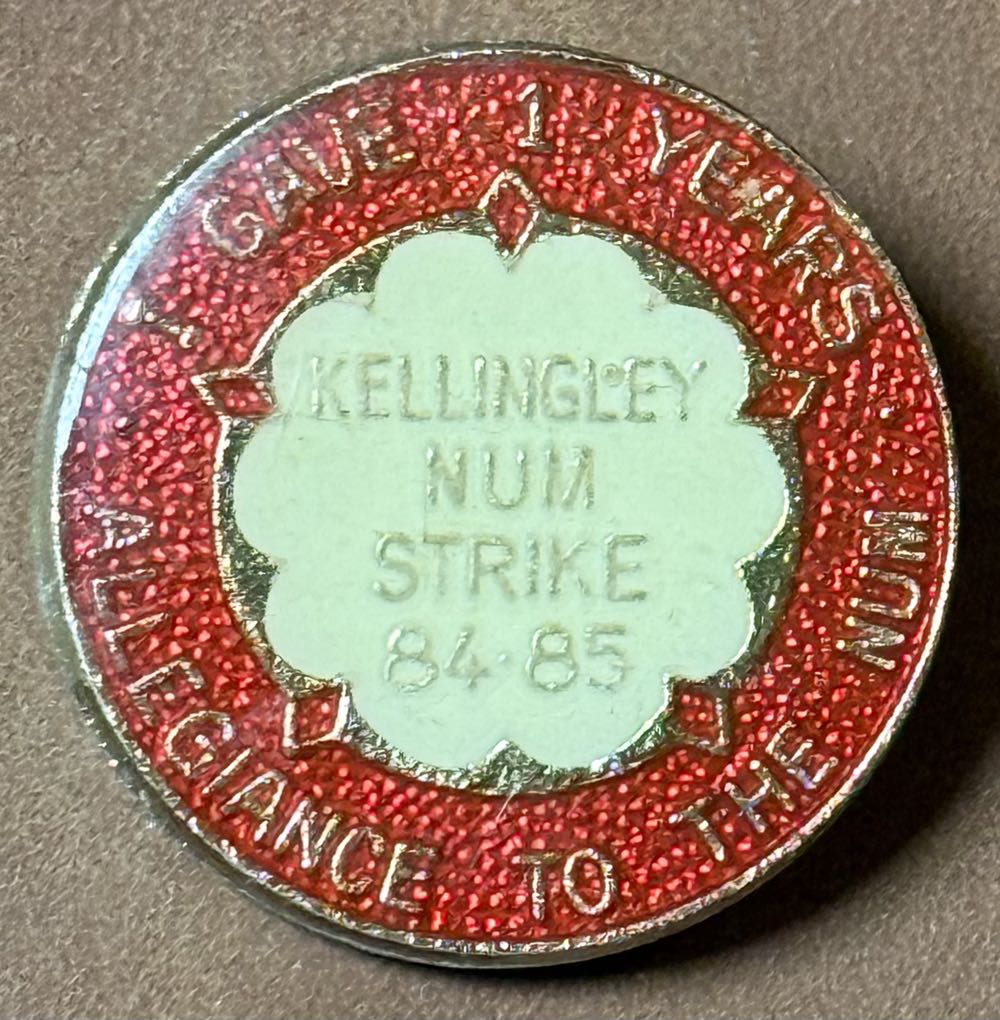 I GAVE 1 YEARS
ALLEGIANCE TO THE NUM
KELLINGLEY
NUM
STRIKE
84·85